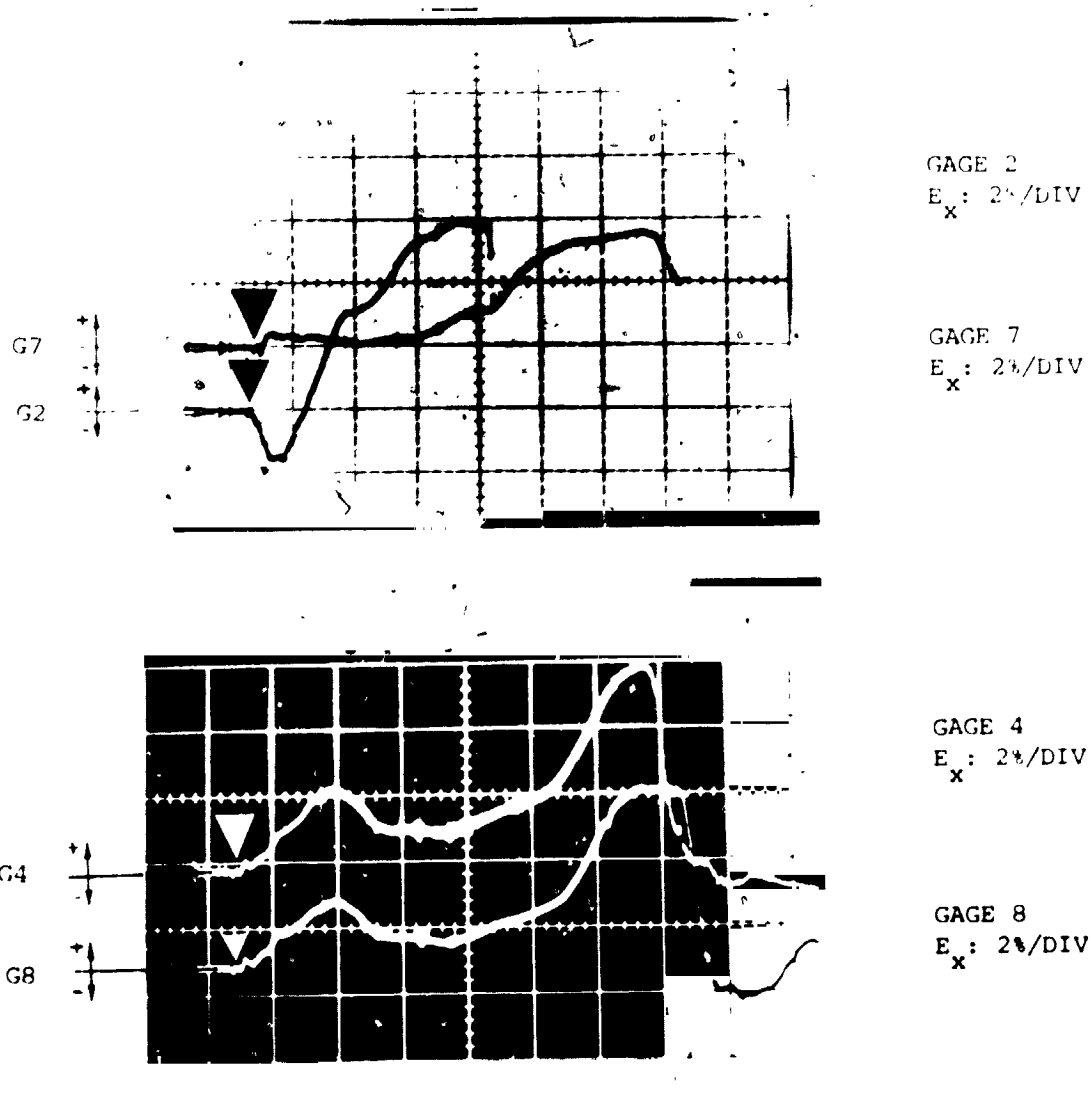 GAGE 2
Ex: 2%/DIV
+
G7
-
GAGE 7
Ex: 2%/DIV
+
G2
-
GAGE 4
Ex: 2%/DIV
+
G4
-
GAGE 8
Ex: 2%/DIV
+
G8
-